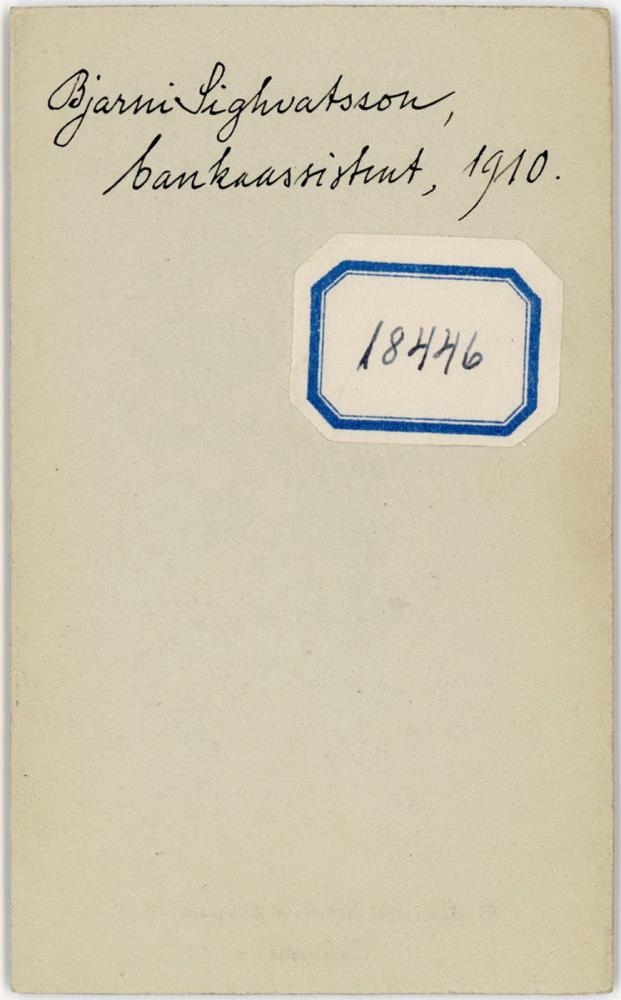 Bjarni Sighvatsson,
bankaassistent, 1910.
18446